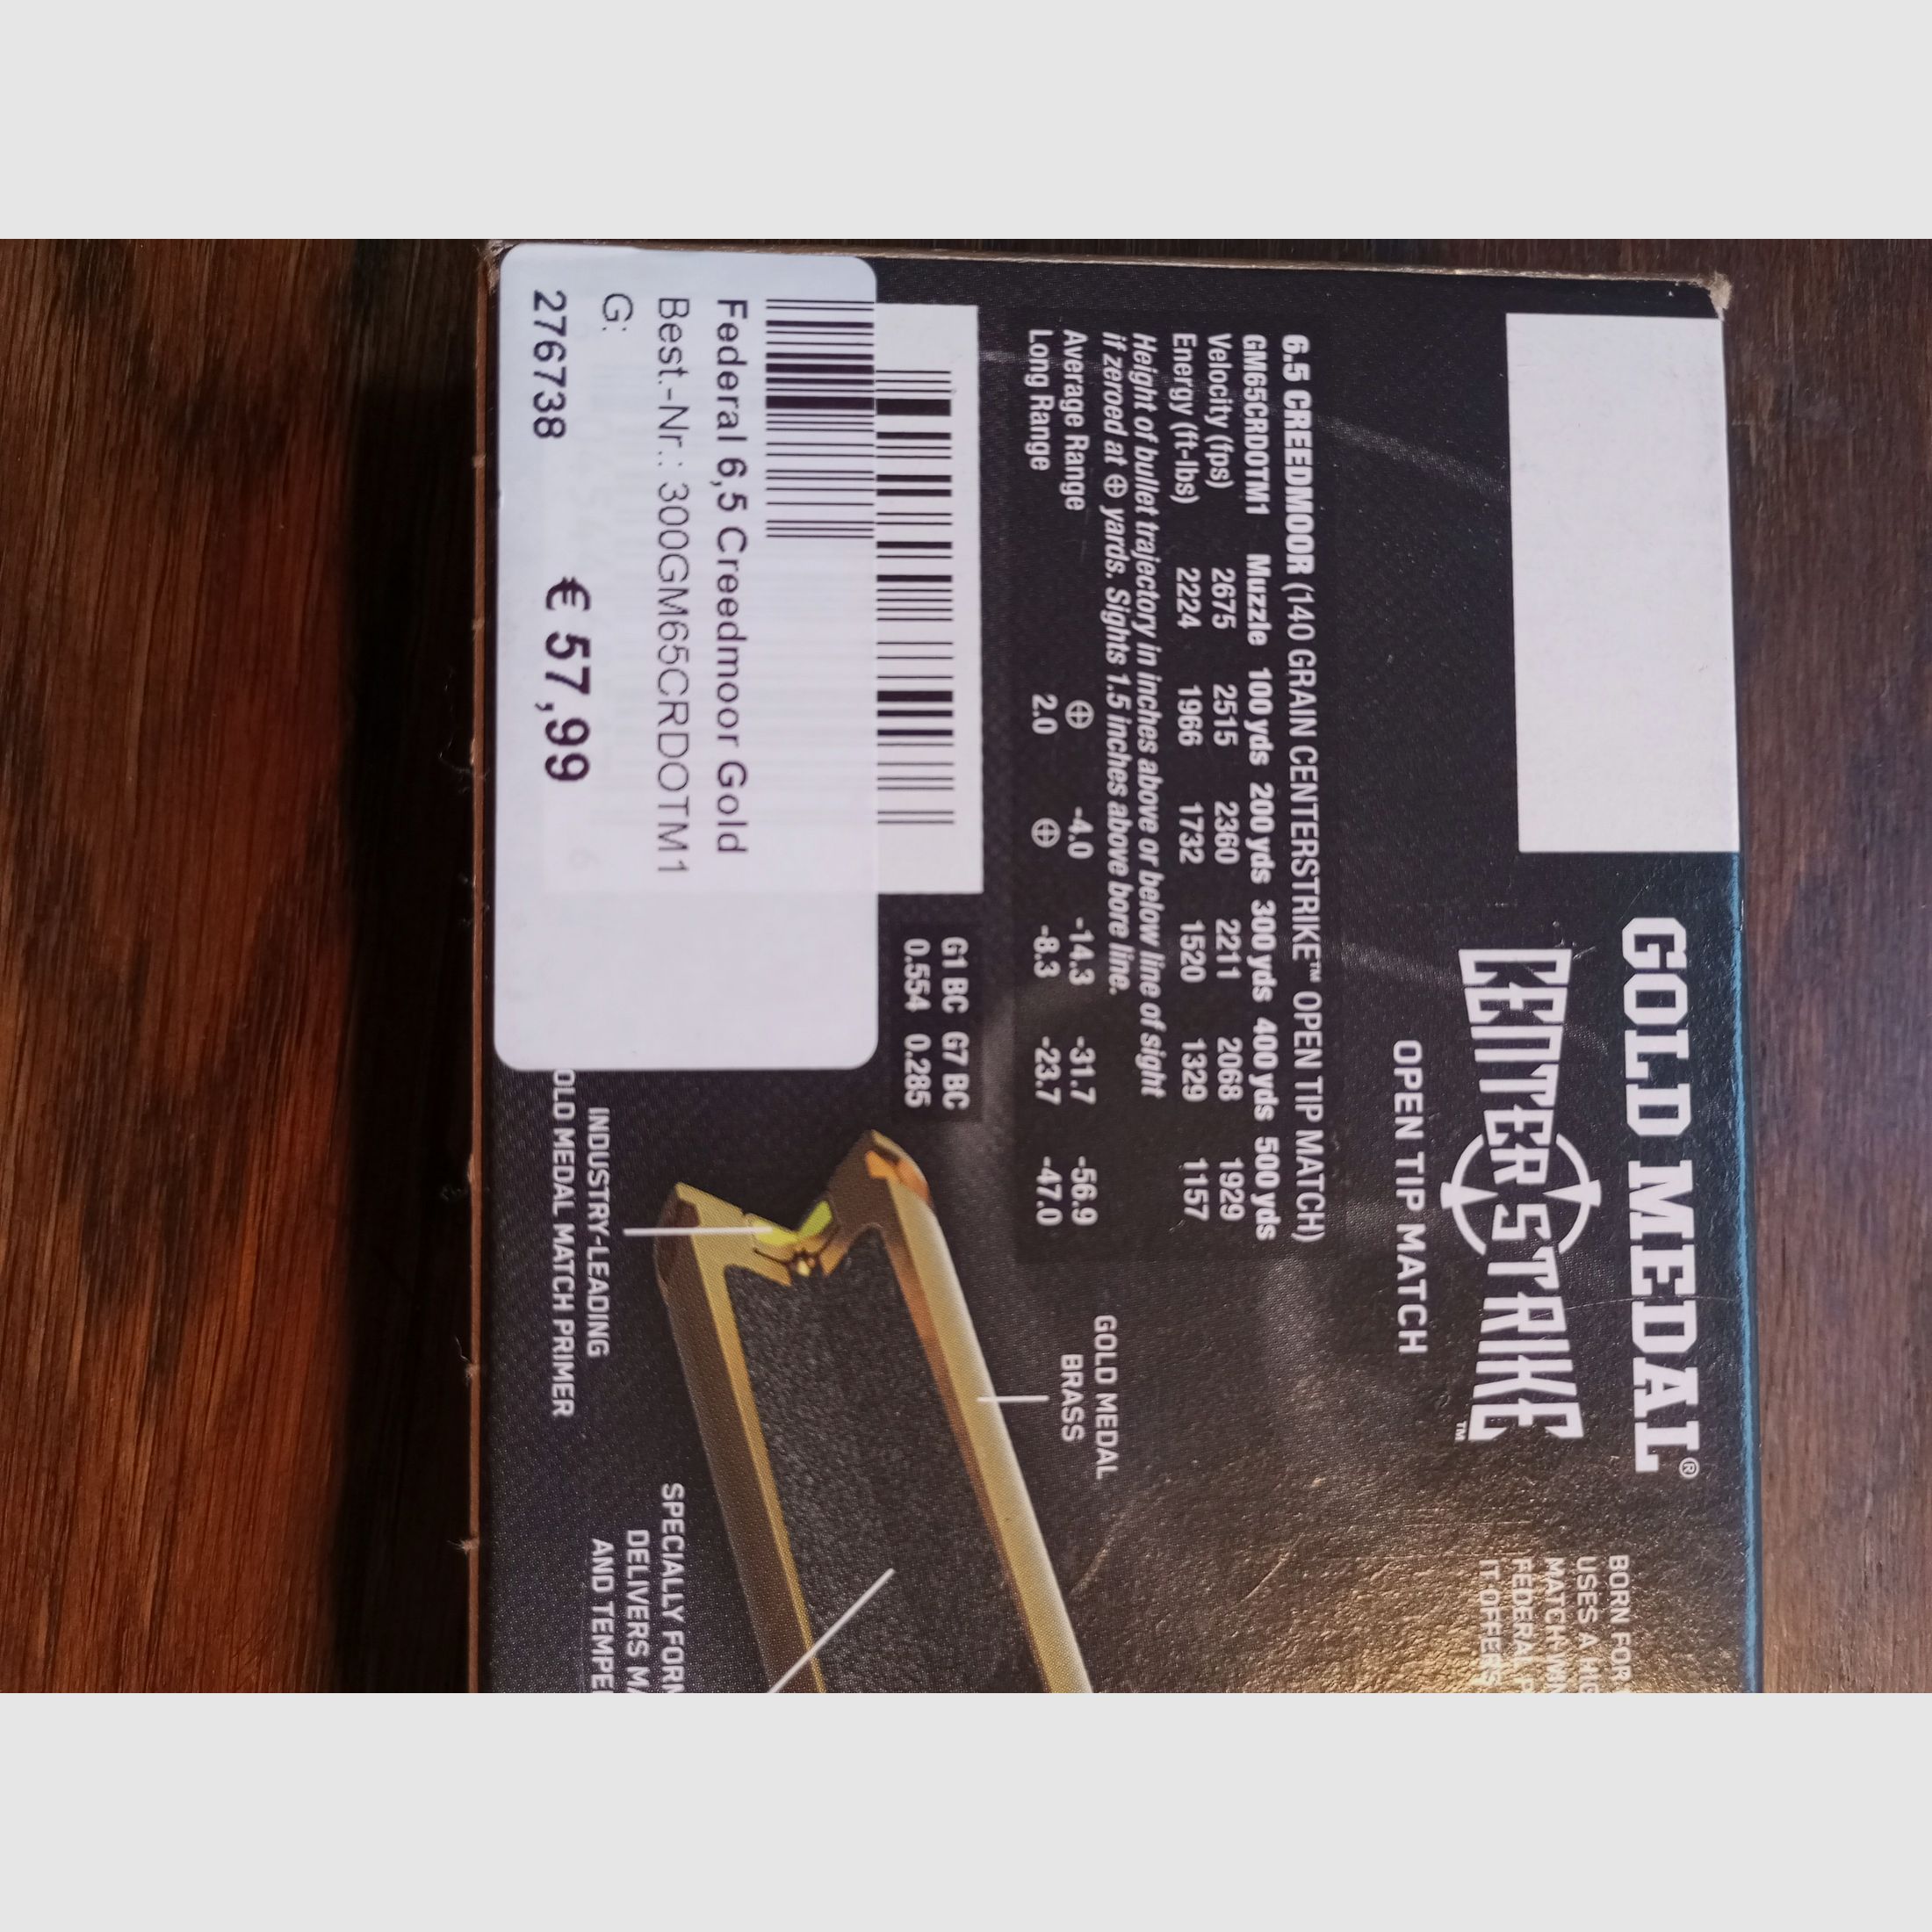 GOLD MEDAL®
CENTERSTRIKE™
OPEN TIP MATCH
BORN FOR
USES A
MATCH-
FEDERAL
IT OFFERS
6.5 CREEDMOOR (140 GRAIN CENTERSTRIKE™ OPEN TIP MATCH)
GM65CRDOTM1 Muzzle 100 yds 200 yds 300 yds 400 yds 500 yds
Velocity (fps) 2675 2515 2360 2211 2068 1929
Energy (ft-lbs) 2224 1966 1732 1520 1329 1157
Height of bullet trajectory in inches above or below line of sight
if zeroed at ⊕ yards. Sights 1.5 inches above bore line.
Average Range ⊕ -4.0 -14.3 -31.7 -56.9
Long Range 2.0 ⊕ -8.3 -23.7 -47.0
G1 BC G7 BC
0.554 0.285
Federal 6,5 Creedmoor Gold
Best.-Nr.: 300GM65CRDOTM1
G:
€ 57,99
276738
GOLD MEDAL
BRASS
INDUSTRY-LEADING
OLD MEDAL MATCH PRIMER
SPECIALLY FORM
DELIVERS MA
AND TEMPE